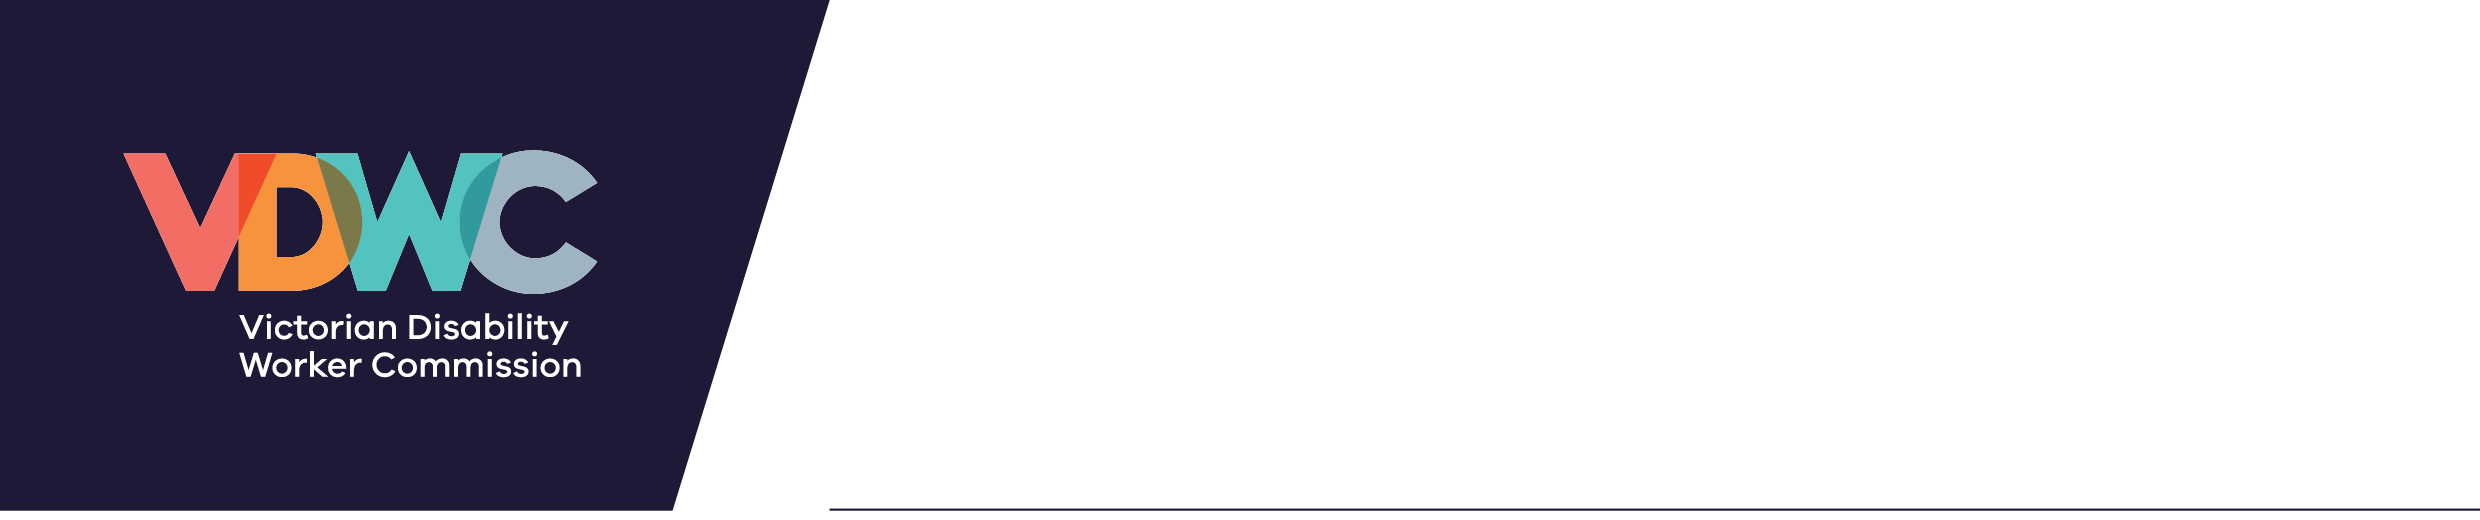 VDWC
Victorian Disability
Worker Commission